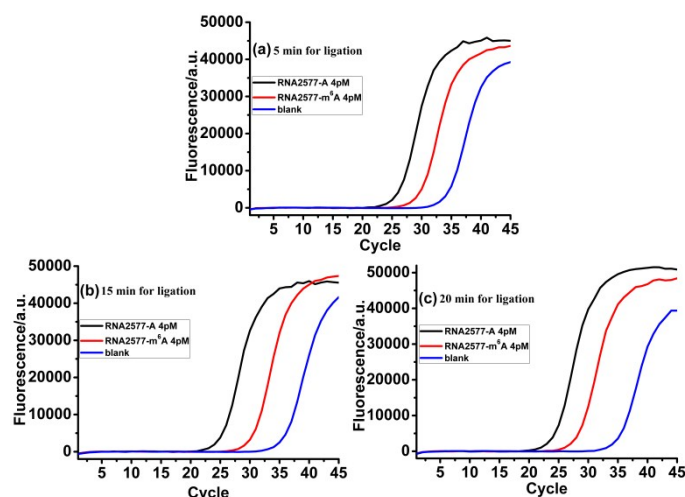 50000
40000
30000
20000
10000
0
Fluorescence/a.u.
(a) 5 min for ligation
RNA2577-A 4pM
RNA2577-m⁶A 4pM
blank
5 10 15 20 25 30 35 40 45
Cycle
50000
40000
30000
20000
10000
0
Fluorescence/a.u.
(b) 15 min for ligation
RNA2577-A 4pM
RNA2577-m⁶A 4pM
blank
5 10 15 20 25 30 35 40 45
Cycle
50000
40000
30000
20000
10000
0
Fluorescence/a.u.
(c) 20 min for ligation
RNA2577-A 4pM
RNA2577-m⁶A 4pM
blank
5 10 15 20 25 30 35 40 45
Cycle